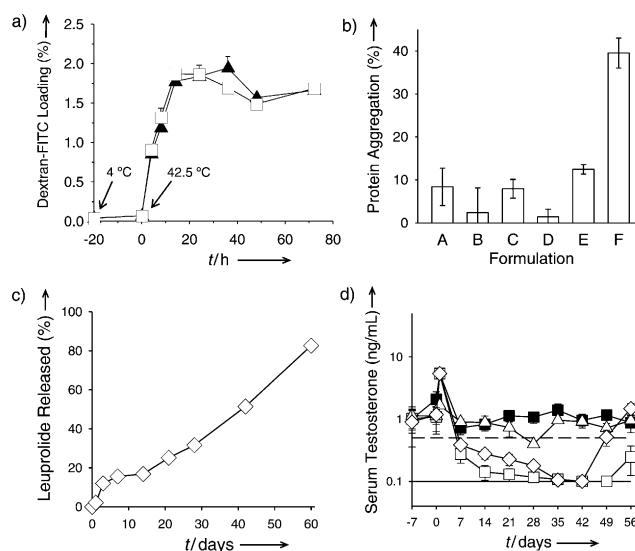 a)
Dextran-FITC Loading (%)
2.5
2.0
1.5
1.0
0.5
0.0
4 ºC
42.5 ºC
-20 0 20 40 60 80
t/h
b)
Protein Aggregation (%)
40
30
20
10
0
A B C D E F
Formulation
c)
Leuprolide Released (%)
100
80
60
40
20
0
0 10 20 30 40 50 60
t/days
d)
Serum Testosterone (ng/mL)
10
1
0.1
-7 0 7 14 21 28 35 42 49 56
t/days